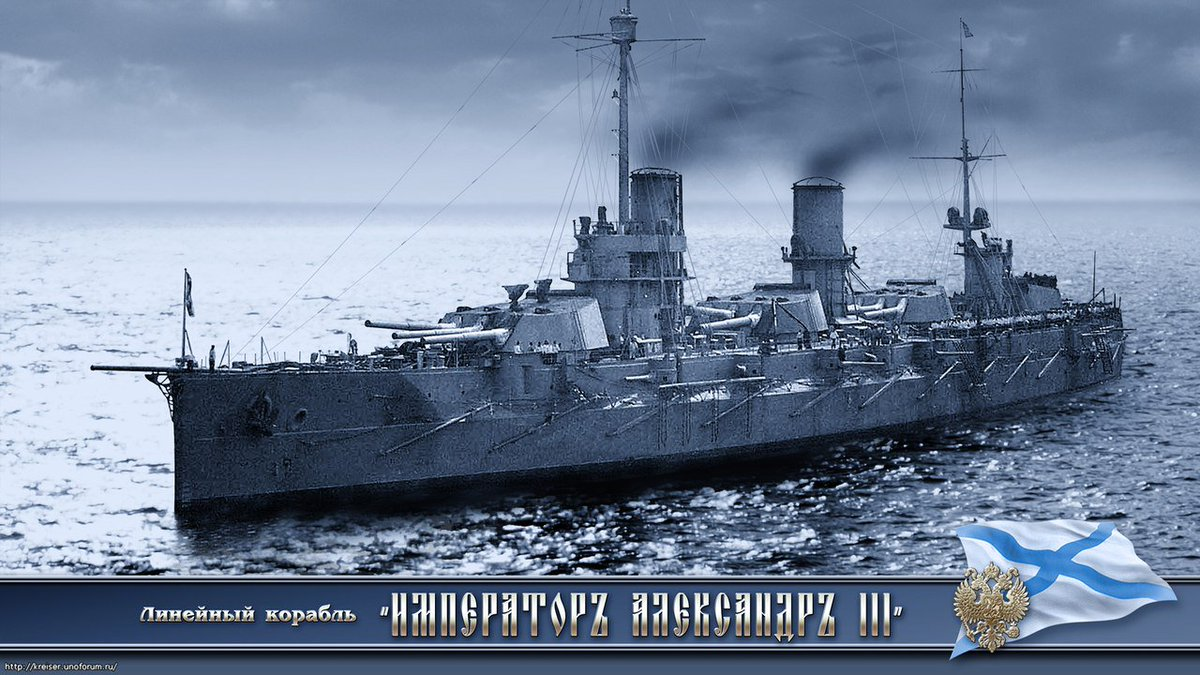 Линейный корабль "ИМПЕРАТОРЪ АЛЕКСАНДРЪ III"
http://kreiser.unoforum.ru/